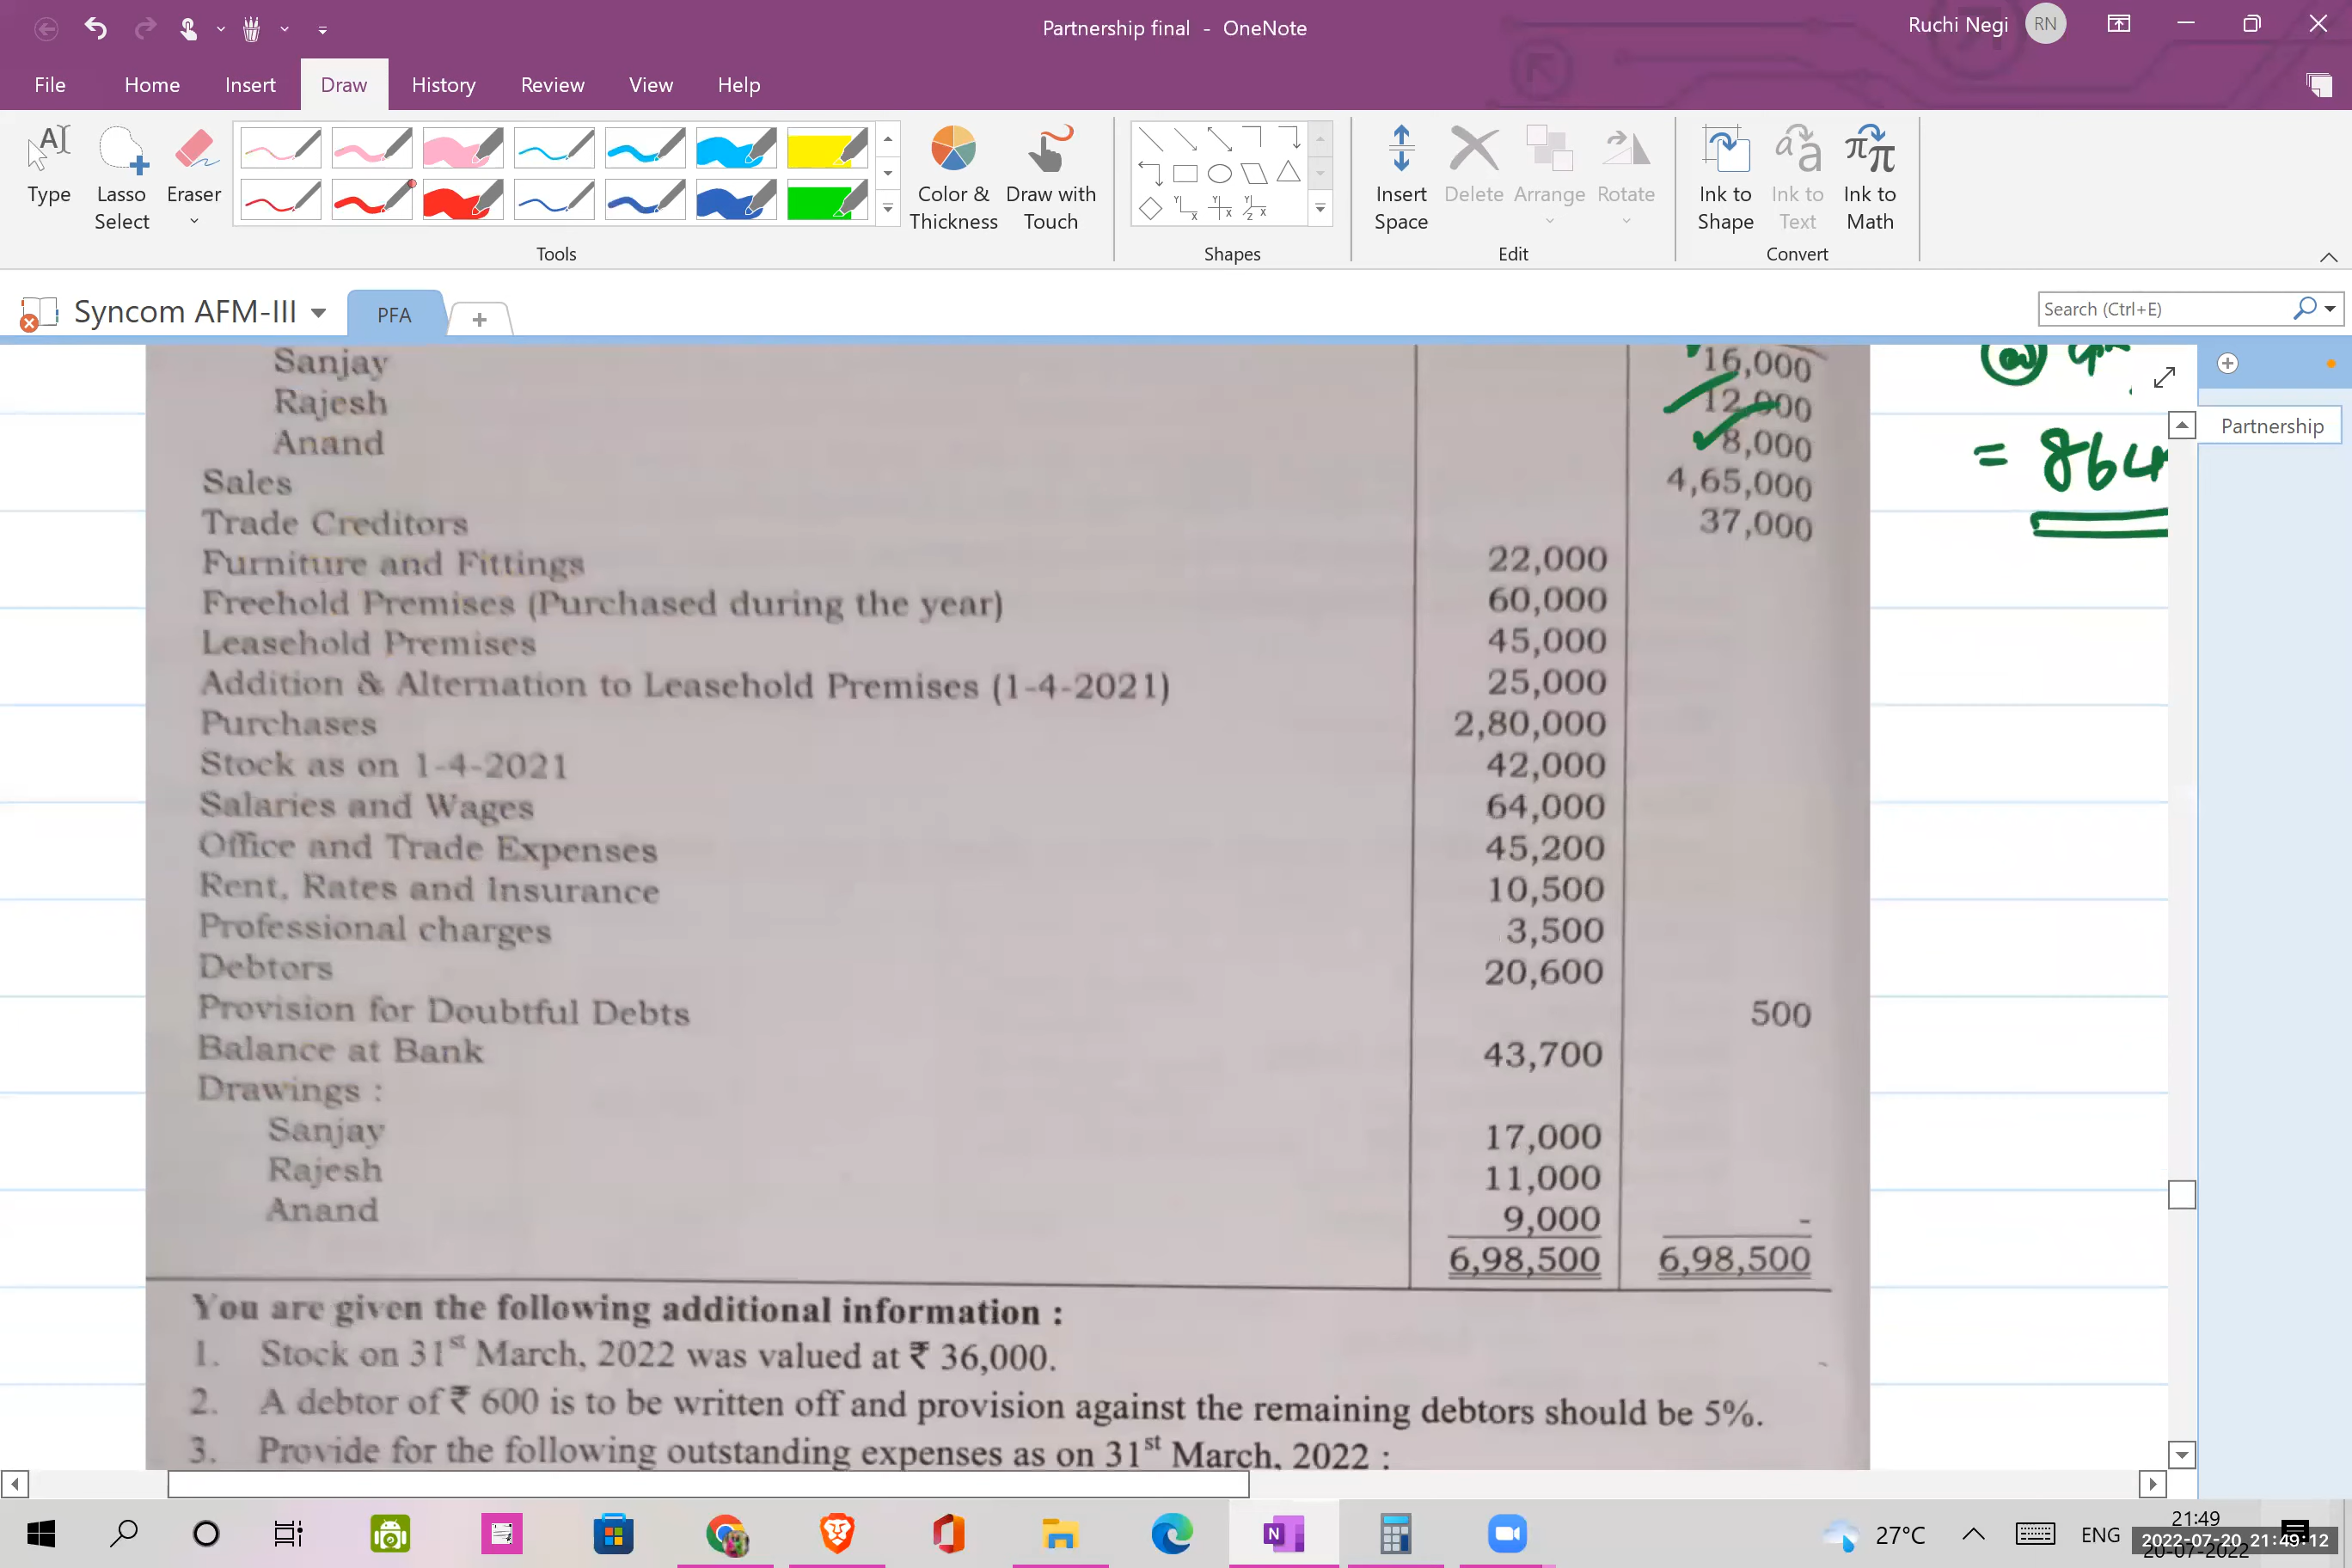 Partnership final - OneNote
Ruchi Negi RN
File Home Insert Draw History Review View Help
Type
Lasso Select
Eraser
Color & Thickness
Draw with Touch
Insert Space
Delete
Arrange
Rotate
Ink to Shape
Ink to Text
Ink to Math
Tools Shapes Edit Convert
Syncom AFM-III PFA +
Search (Ctrl+E)
Partnership
Sanjay 16,000
Rajesh 12,000
Anand 8,000
= 864
Sales 4,65,000
Trade Creditors 37,000
Furniture and Fittings 22,000
Freehold Premises (Purchased during the year) 60,000
Leasehold Premises 45,000
Addition & Alternation to Leasehold Premises (1-4-2021) 25,000
Purchases 2,80,000
Stock as on 1-4-2021 42,000
Salaries and Wages 64,000
Office and Trade Expenses 45,200
Rent, Rates and Insurance 10,500
Professional charges 3,500
Debtors 20,600
Provision for Doubtful Debts 500
Balance at Bank 43,700
Drawings :
Sanjay 17,000
Rajesh 11,000
Anand 9,000 -
6,98,500 6,98,500
You are given the following additional information :
1. Stock on 31st March, 2022 was valued at ₹ 36,000.
2. A debtor of ₹ 600 is to be written off and provision against the remaining debtors should be 5%.
3. Provide for the following outstanding expenses as on 31st March, 2022 :
27°C ENG 21:49
2022-07-20 21:49:12
20-07-2022